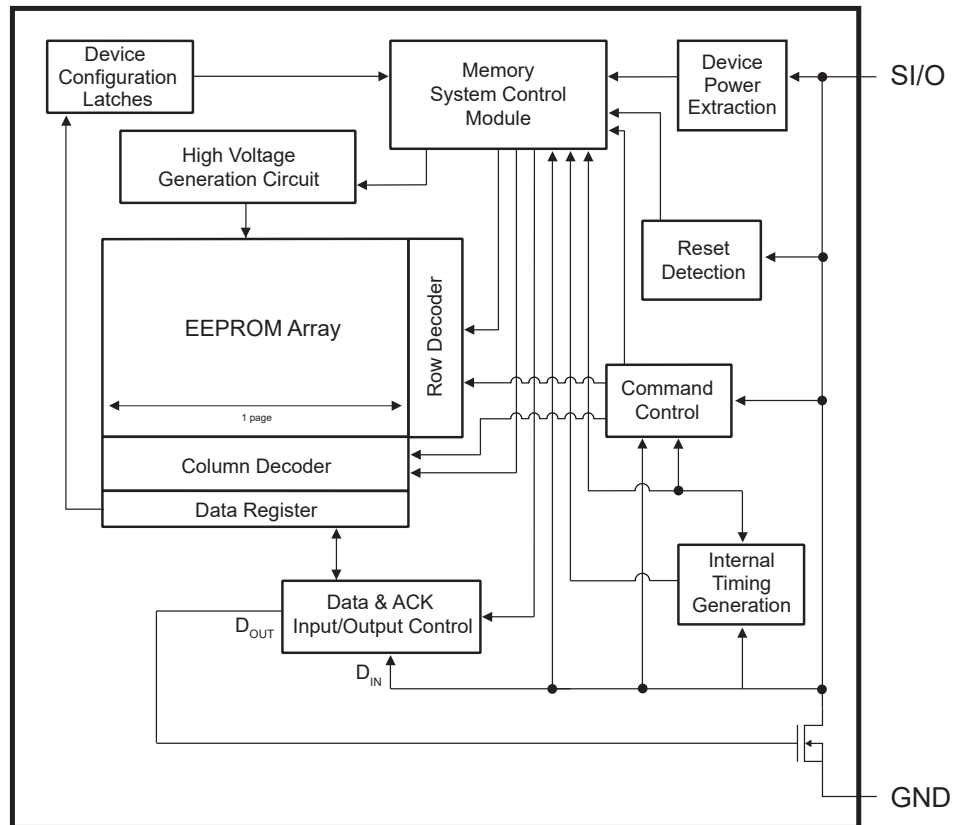 Device
Configuration
Latches
Memory
System Control
Module
Device
Power
Extraction
SI/O
High Voltage
Generation Circuit
Reset
Detection
EEPROM Array
Row Decoder
1 page
Command
Control
Column Decoder
Data Register
Internal
Timing
Generation
Data & ACK
Input/Output Control
DOUT
DIN
GND